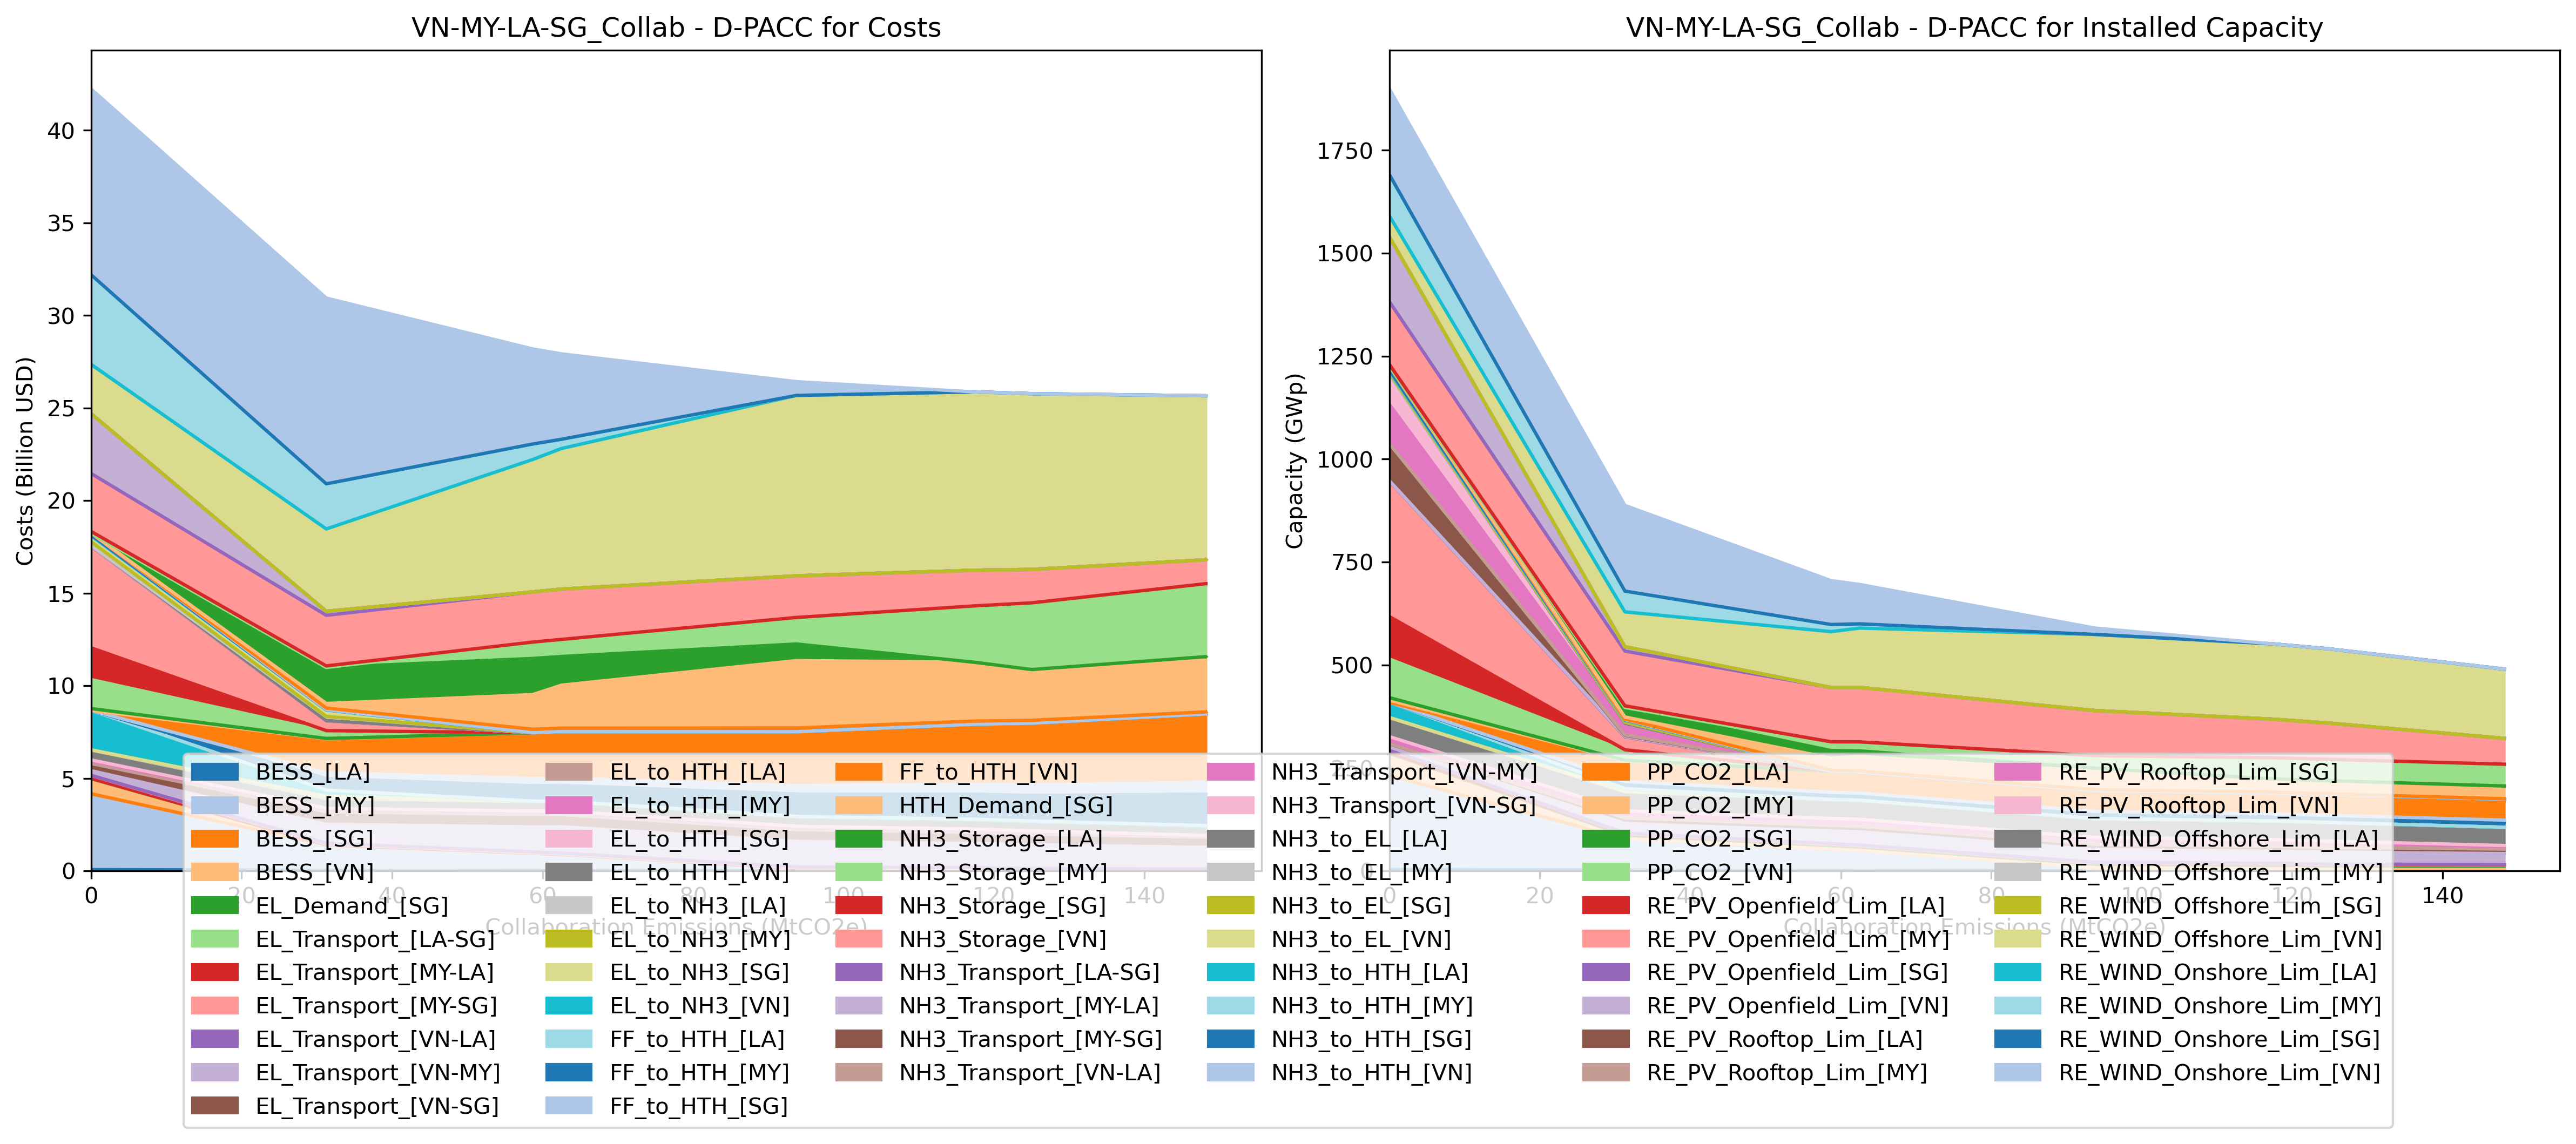 VN-MY-LA-SG_Collab - D-PACC for Costs
Costs (Billion USD)
40
35
30
25
20
15
10
5
0
0
20
40
60
80
100
120
140
Collaboration Emissions (MtCO2e)
VN-MY-LA-SG_Collab - D-PACC for Installed Capacity
Capacity (GWp)
1750
1500
1250
1000
750
500
250
0
0
20
40
60
80
100
120
140
Collaboration Emissions (MtCO2e)
BESS_[LA]
BESS_[MY]
BESS_[SG]
BESS_[VN]
EL_Demand_[SG]
EL_Transport_[LA-SG]
EL_Transport_[MY-LA]
EL_Transport_[MY-SG]
EL_Transport_[VN-LA]
EL_Transport_[VN-MY]
EL_Transport_[VN-SG]
EL_to_HTH_[LA]
EL_to_HTH_[MY]
EL_to_HTH_[SG]
EL_to_HTH_[VN]
EL_to_NH3_[LA]
EL_to_NH3_[MY]
EL_to_NH3_[SG]
EL_to_NH3_[VN]
FF_to_HTH_[LA]
FF_to_HTH_[MY]
FF_to_HTH_[SG]
FF_to_HTH_[VN]
HTH_Demand_[SG]
NH3_Storage_[LA]
NH3_Storage_[MY]
NH3_Storage_[SG]
NH3_Storage_[VN]
NH3_Transport_[LA-SG]
NH3_Transport_[MY-LA]
NH3_Transport_[MY-SG]
NH3_Transport_[VN-LA]
NH3_Transport_[VN-MY]
NH3_Transport_[VN-SG]
NH3_to_EL_[LA]
NH3_to_EL_[MY]
NH3_to_EL_[SG]
NH3_to_EL_[VN]
NH3_to_HTH_[LA]
NH3_to_HTH_[MY]
NH3_to_HTH_[SG]
NH3_to_HTH_[VN]
PP_CO2_[LA]
PP_CO2_[MY]
PP_CO2_[SG]
PP_CO2_[VN]
RE_PV_Openfield_Lim_[LA]
RE_PV_Openfield_Lim_[MY]
RE_PV_Openfield_Lim_[SG]
RE_PV_Openfield_Lim_[VN]
RE_PV_Rooftop_Lim_[LA]
RE_PV_Rooftop_Lim_[MY]
RE_PV_Rooftop_Lim_[SG]
RE_PV_Rooftop_Lim_[VN]
RE_WIND_Offshore_Lim_[LA]
RE_WIND_Offshore_Lim_[MY]
RE_WIND_Offshore_Lim_[SG]
RE_WIND_Offshore_Lim_[VN]
RE_WIND_Onshore_Lim_[LA]
RE_WIND_Onshore_Lim_[MY]
RE_WIND_Onshore_Lim_[SG]
RE_WIND_Onshore_Lim_[VN]